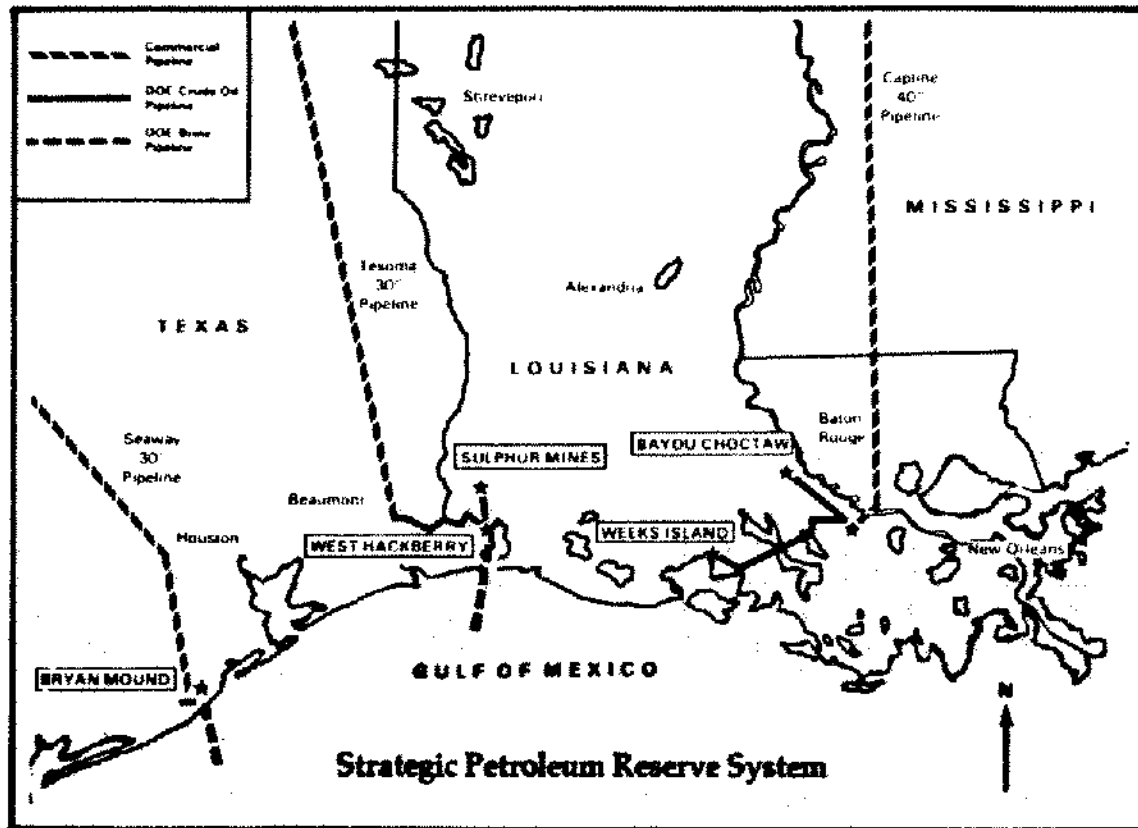 Commercial
Pipeline
DOE Crude Oil
Pipeline
DOE Brine
Pipeline
Shreveport
Capline
40"
Pipeline
MISSISSIPPI
Texoma
30"
Pipeline
Alexandria
TEXAS
LOUISIANA
Seaway
30"
Pipeline
Baton
Rouge
BAYOU CHOCTAW
SULPHUR MINES
Beaumont
Houston
WEST HACKBERRY
WEEKS ISLAND
New Orleans
BRYAN MOUND
GULF OF MEXICO
N
Strategic Petroleum Reserve System